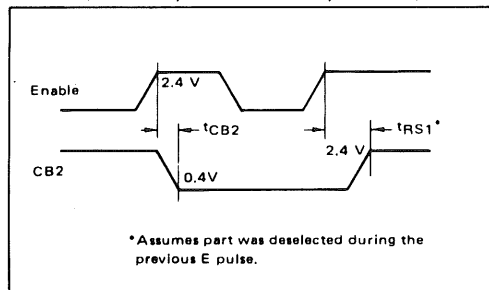 Enable
2.4 V
tCB2
tRS1*
2.4 V
CB2
0.4V
*Assumes part was deselected during the
previous E pulse.